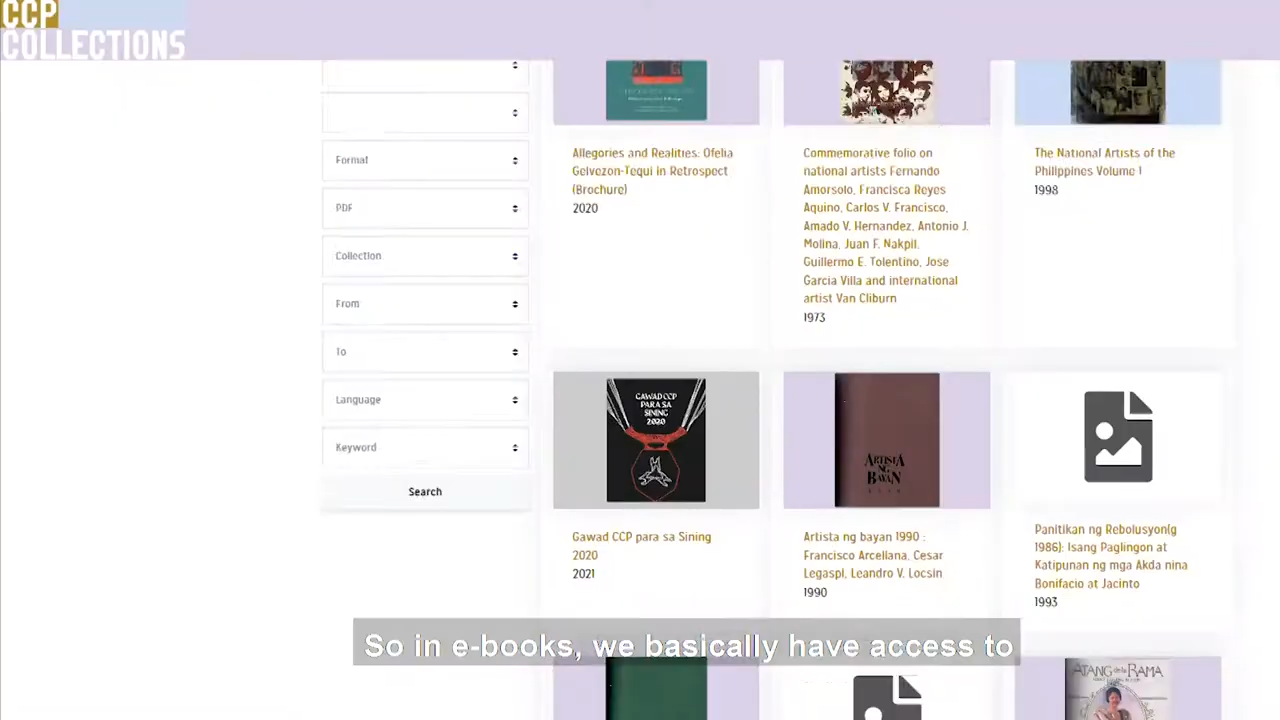 CCP
COLLECTIONS
Format
PDF
Collection
From
To
Language
Keyword
Search
Allegories and Realities: Ofelia
Gelvezon-Tequi in Retrospect
(Brochure)
2020
Commemorative folio on
national artists Fernando
Amorsolo, Francisca Reyes
Aquino, Carlos V. Francisco,
Amado V. Hernandez, Antonio J.
Molina, Juan F. Nakpil,
Guillermo E. Tolentino, Jose
Garcia Villa and international
artist Van Cliburn
1973
The National Artists of the
Philippines Volume 1
1998
GAWAD CCP
PARA SA
SINING
2020
Gawad CCP para sa Sining
2020
2021
ARTISTA
NG
BAYAN
Artista ng bayan 1990 :
Francisco Arcellana, Cesar
Legaspi, Leandro V. Locsin
1990
Panitikan ng Rebolusyon(g
1986): Isang Paglingon at
Katipunan ng mga Akda nina
Bonifacio at Jacinto
1993
ATANG de la RAMA
So in e-books, we basically have access to